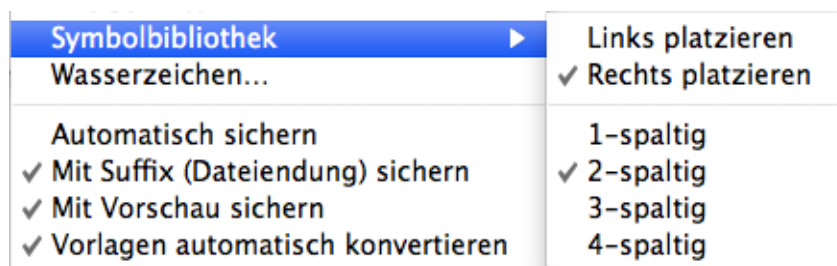 Symbolbibliothek
Wasserzeichen...
Automatisch sichern
Mit Suffix (Dateiendung) sichern
Mit Vorschau sichern
Vorlagen automatisch konvertieren
Links platzieren
Rechts platzieren
1-spaltig
2-spaltig
3-spaltig
4-spaltig